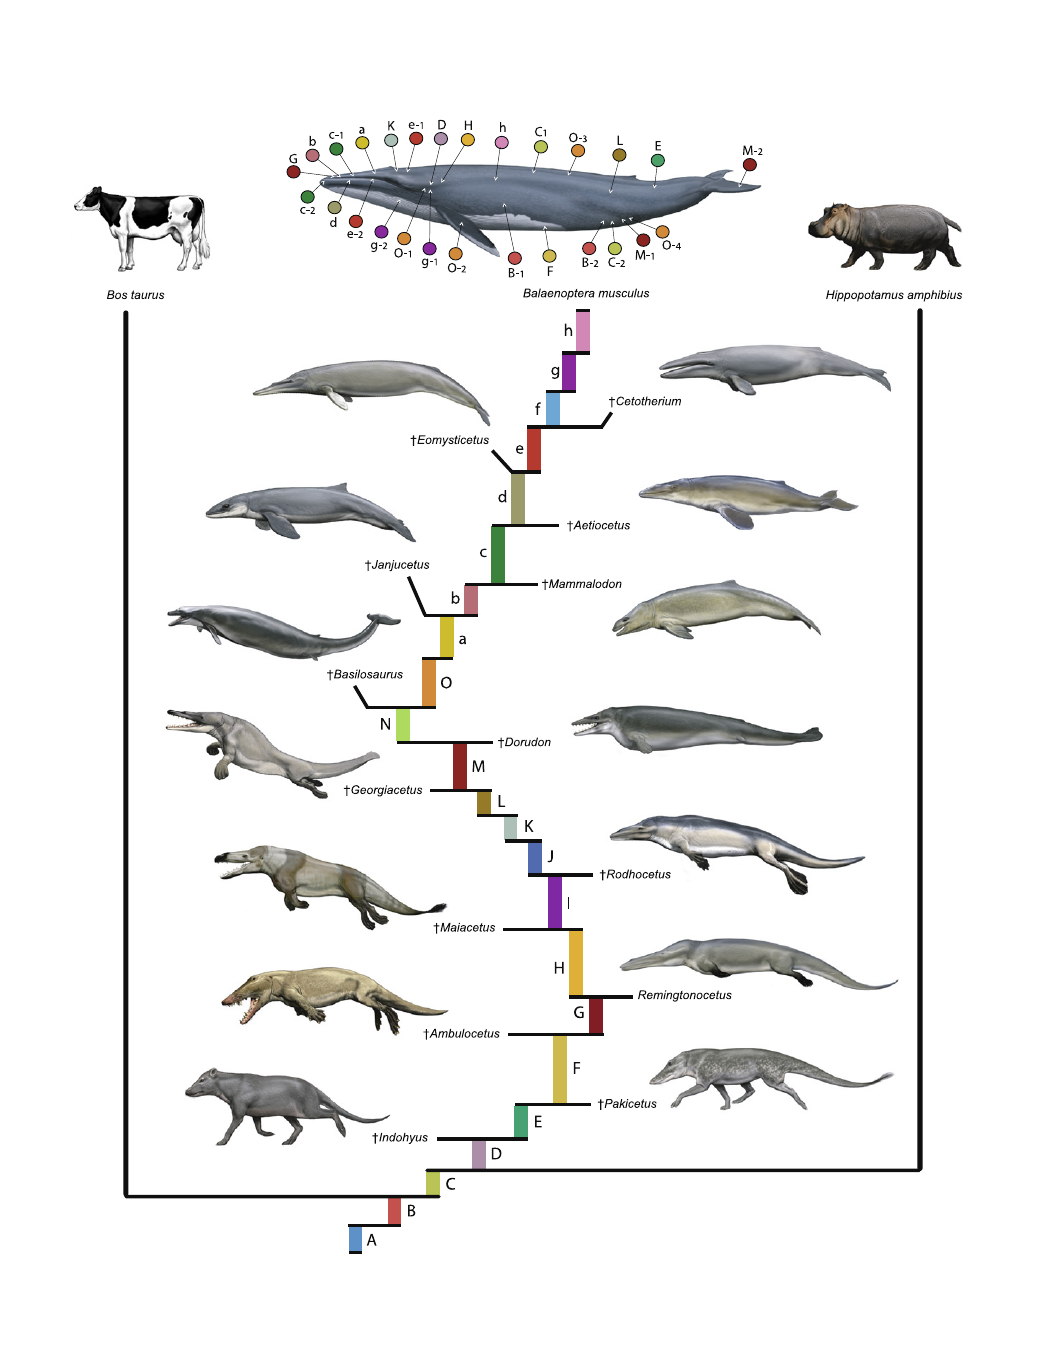 G
b
c-1
a
K
e-1
D
H
h
C1
O-3
L
E
M-2
c-2
d
e-2
g-2
O-1
g-1
O-2
B-1
F
B-2
C-2
M-1
O-4
Bos taurus
Balaenoptera musculus
Hippopotamus amphibius
h
g
f
†Cetotherium
†Eomysticetus
e
d
†Aetiocetus
c
†Janjucetus
†Mammalodon
b
a
†Basilosaurus
O
N
†Dorudon
M
†Georgiacetus
L
K
J
†Rodhocetus
I
†Maiacetus
H
Remingtonocetus
G
†Ambulocetus
F
†Pakicetus
E
†Indohyus
D
C
B
A